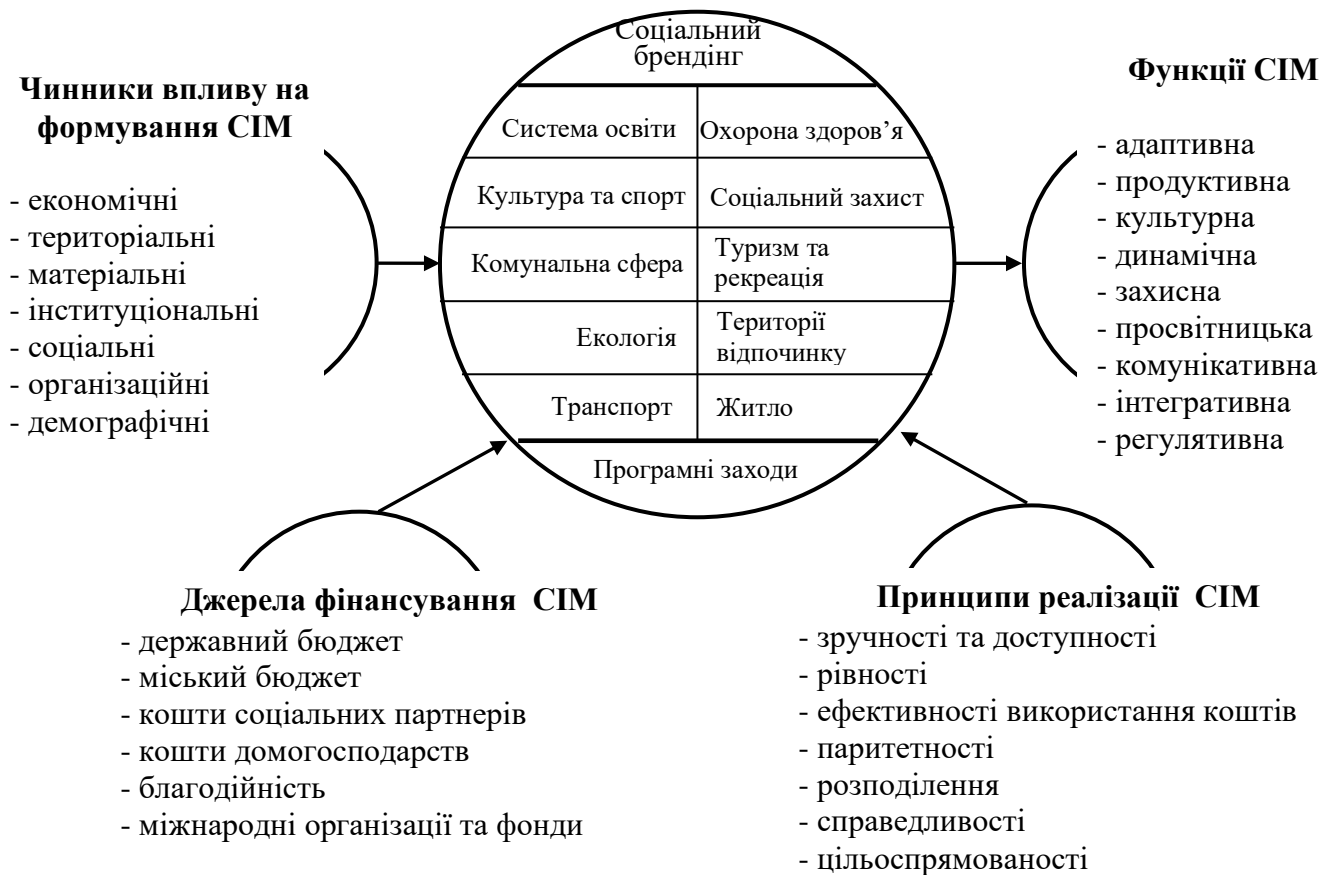 Соціальний
брендінг
Чинники впливу на
формування СІМ
- економічні
- територіальні
- матеріальні
- інституціональні
- соціальні
- організаційні
- демографічні
Система освіти
Охорона здоров’я
Культура та спорт
Соціальний захист
Комунальна сфера
Туризм та
рекреація
Екологія
Території
відпочинку
Транспорт
Житло
Програмні заходи
Функції СІМ
- адаптивна
- продуктивна
- культурна
- динамічна
- захисна
- просвітницька
- комунікативна
- інтегративна
- регулятивна
Джерела фінансування СІМ
- державний бюджет
- міський бюджет
- кошти соціальних партнерів
- кошти домогосподарств
- благодійність
- міжнародні організації та фонди
Принципи реалізації СІМ
- зручності та доступності
- рівності
- ефективності використання коштів
- паритетності
- розподілення
- справедливості
- цільоспрямованості